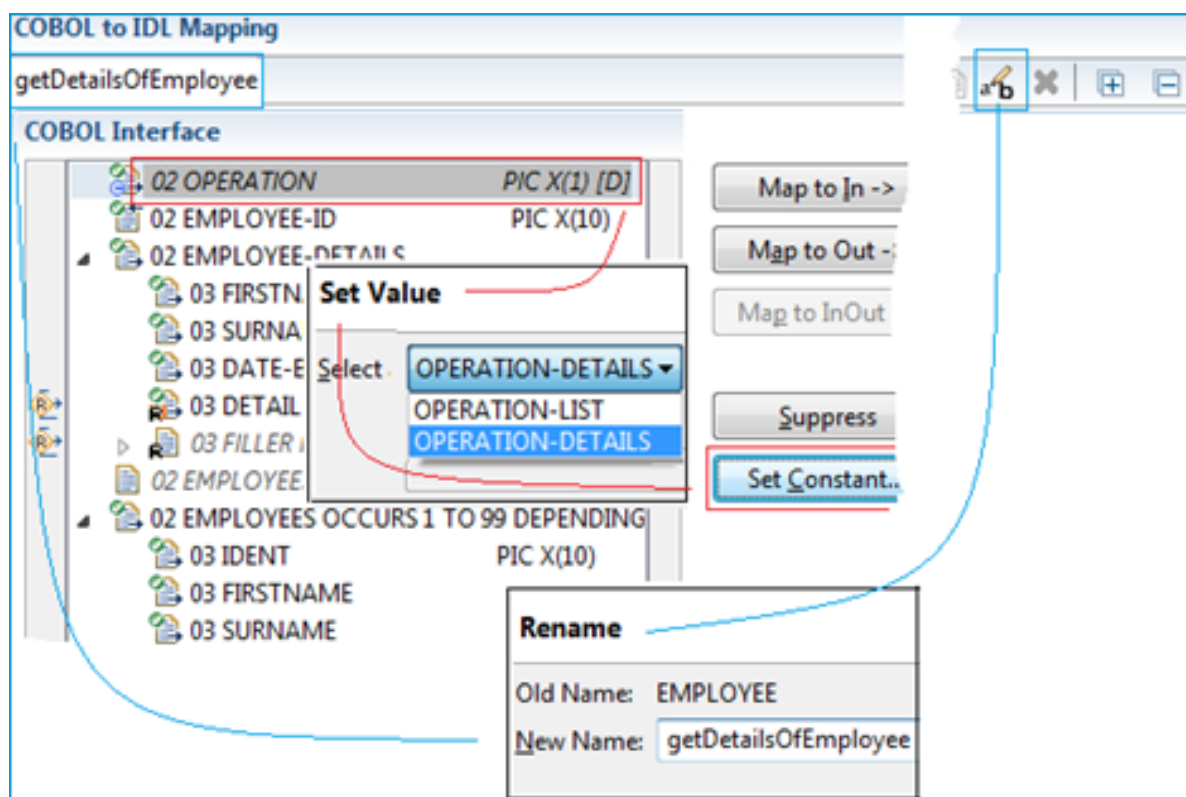 COBOL to IDL Mapping
getDetailsOfEmployee
ab
COBOL Interface
02 OPERATION PIC X(1) [D]
Map to In ->
02 EMPLOYEE-ID PIC X(10)
02 EMPLOYEE-DETAILS
Map to Out -
03 FIRSTN
Set Value
03 SURNA
Map to InOut
03 DATE-E
Select
OPERATION-DETAILS
R 03 DETAIL
OPERATION-LIST
Suppress
R 03 FILLER
OPERATION-DETAILS
02 EMPLOYEE
Set Constant..
02 EMPLOYEES OCCURS 1 TO 99 DEPENDING
03 IDENT PIC X(10)
03 FIRSTNAME
03 SURNAME
Rename
Old Name: EMPLOYEE
New Name: getDetailsOfEmployee